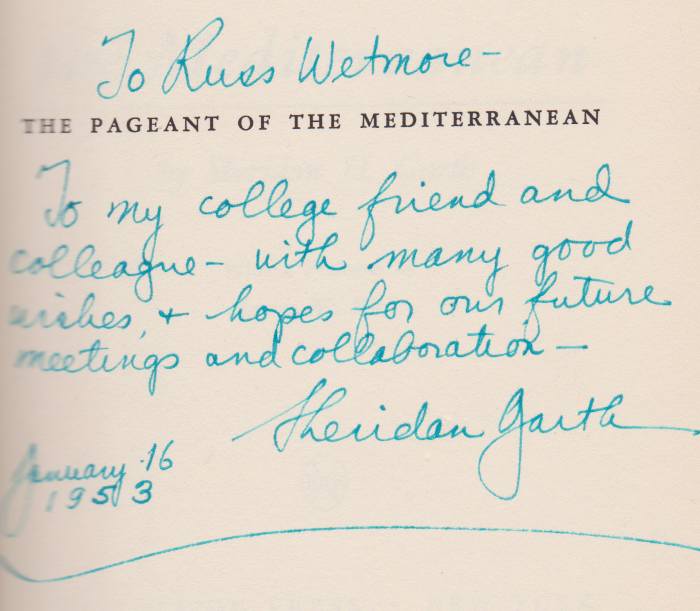 To Russ Wetmore —
THE PAGEANT OF THE MEDITERRANEAN
To my college friend and
colleague — with many good
wishes, + hopes for our future
meetings and collaboration —
Sheridan Garth
January 16
1953